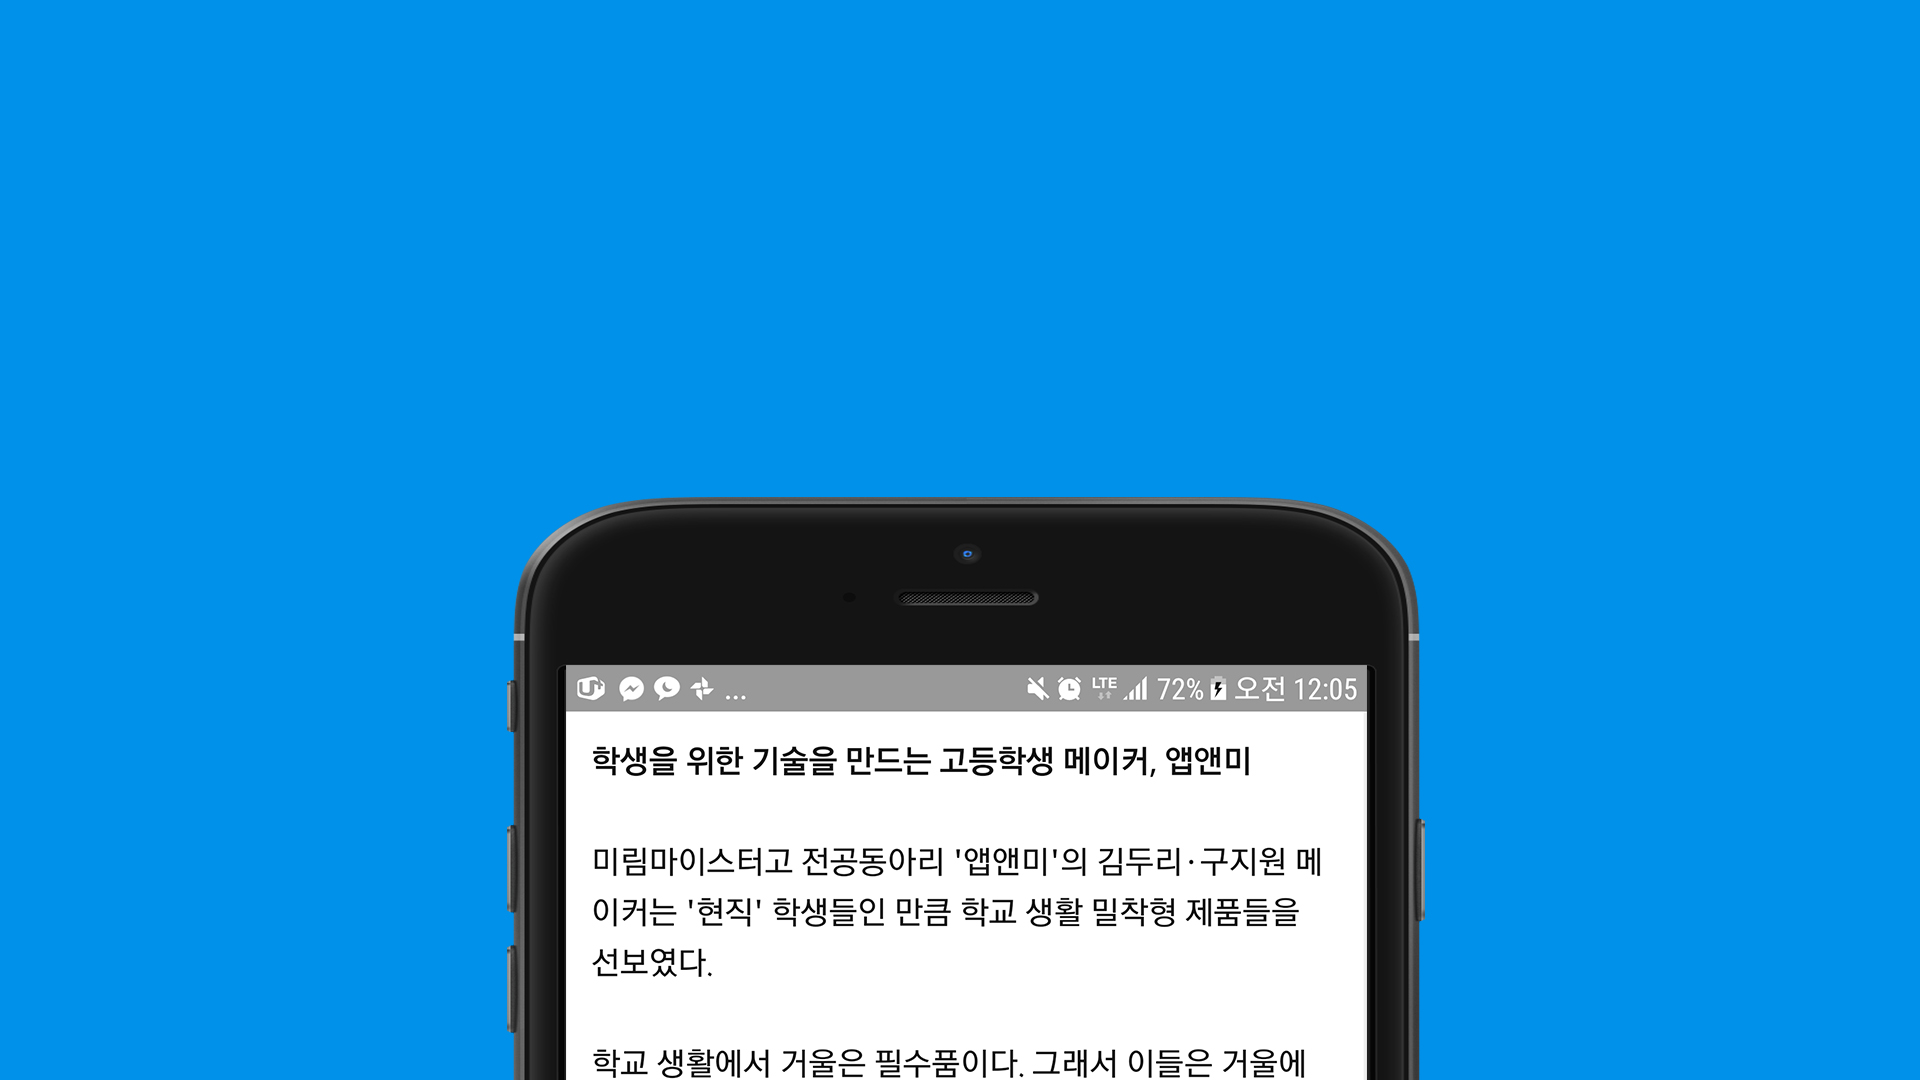 LTE 72% 오전 12:05
학생을 위한 기술을 만드는 고등학생 메이커, 앱앤미
미림마이스터고 전공동아리 '앱앤미'의 김두리·구지원 메
이커는 '현직' 학생들인 만큼 학교 생활 밀착형 제품들을
선보였다.
학교 생활에서 거울은 필수품이다. 그래서 이들은 거울에